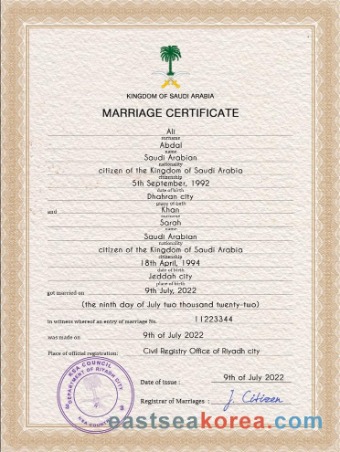 KINGDOM OF SAUDI ARABIA
MARRIAGE CERTIFICATE
Ali
surname
Abdal
name
Saudi Arabian
nationality
citizen of the Kingdom of Saudi Arabia
citizenship
5th September, 1992
date of birth
Dhahran city
place of birth
and Khan
surname
Sarah
name
Saudi Arabian
nationality
citizen of the Kingdom of Saudi Arabia
citizenship
18th April, 1994
date of birth
Jeddah city
place of birth
got married on 9th July, 2022
(the ninth day of July two thousand twenty-two)
in witness whereof an entry of marriage No. 11223344
was made on 9th of July 2022
Place of official registration: Civil Registry Office of Riyadh city
KSA COUNCIL
DEPARTMENT OF RIYADH CITY
Date of issue : 9th of July 2022
Registrar of Marriages : J. Citizen
eastseakorea.com